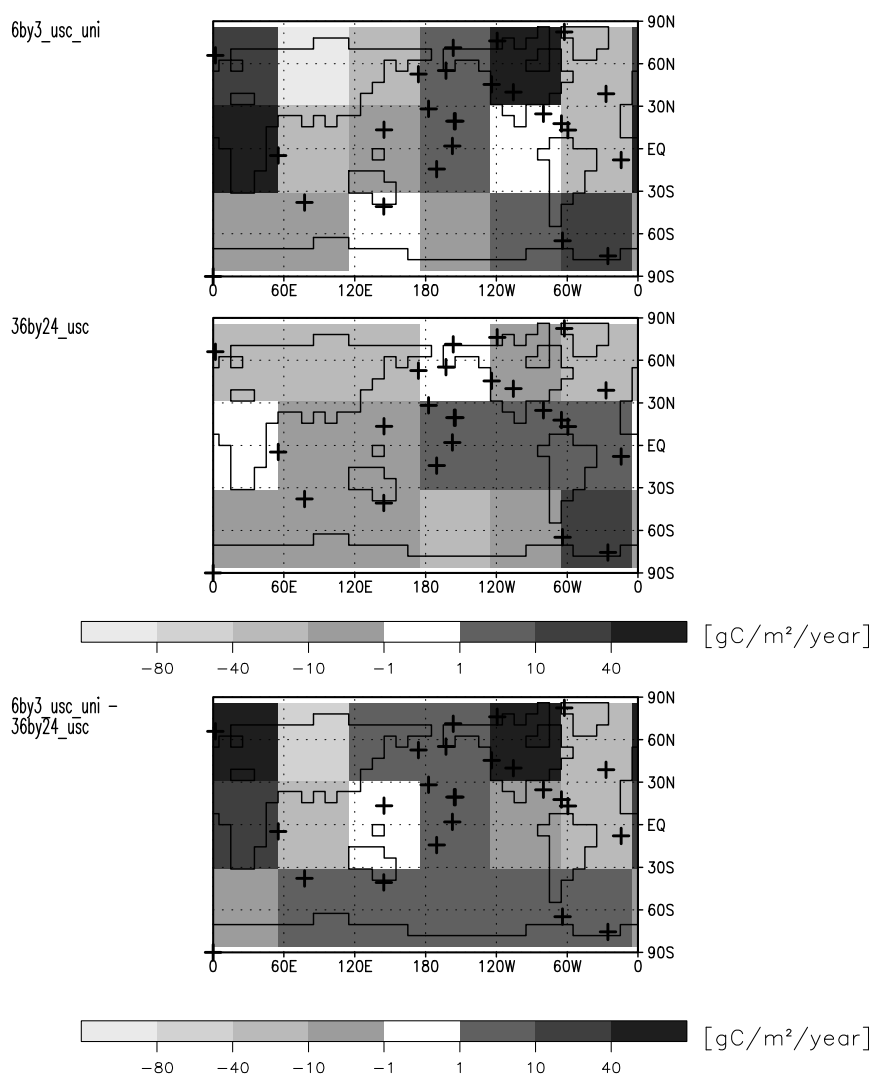 6by3_usc_uni
90N
60N
30N
EQ
30S
60S
90S
0 60E 120E 180 120W 60W 0
36by24_usc
90N
60N
30N
EQ
30S
60S
90S
0 60E 120E 180 120W 60W 0
[gC/m²/year]
−80 −40 −10 −1 1 10 40
6by3_usc_uni −
36by24_usc
90N
60N
30N
EQ
30S
60S
90S
0 60E 120E 180 120W 60W 0
[gC/m²/year]
−80 −40 −10 −1 1 10 40